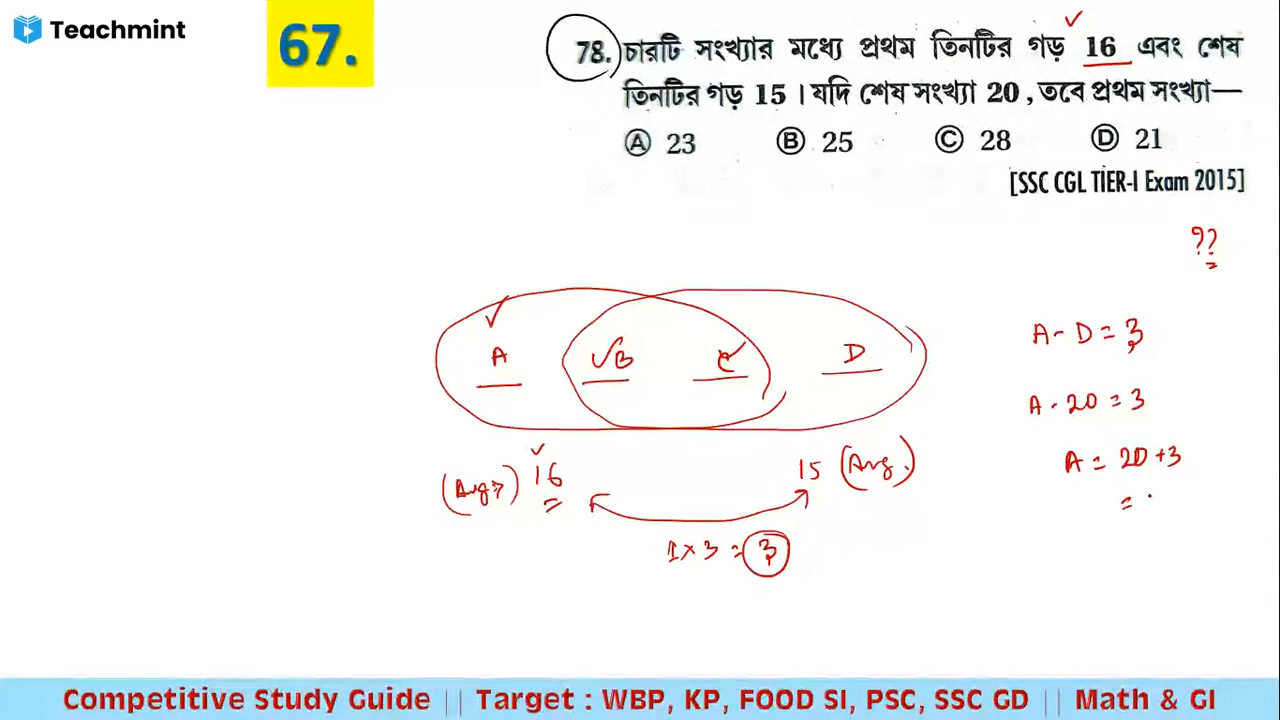 Teachmint
67.
78. চারটি সংখ্যার মধ্যে প্রথম তিনটির গড় 16 এবং শেষ
তিনটির গড় 15 । যদি শেষ সংখ্যা 20, তবে প্রথম সংখ্যা—
Ⓐ 23 Ⓑ 25 Ⓒ 28 Ⓓ 21
[SSC CGL TIER-I Exam 2015]
??
A B C D
A - D = 3
A - 20 = 3
A = 20 + 3
=
(Avg) 16
15 (Avg.)
1 × 3 = 3
Competitive Study Guide || Target : WBP, KP, FOOD SI, PSC, SSC GD || Math & GI